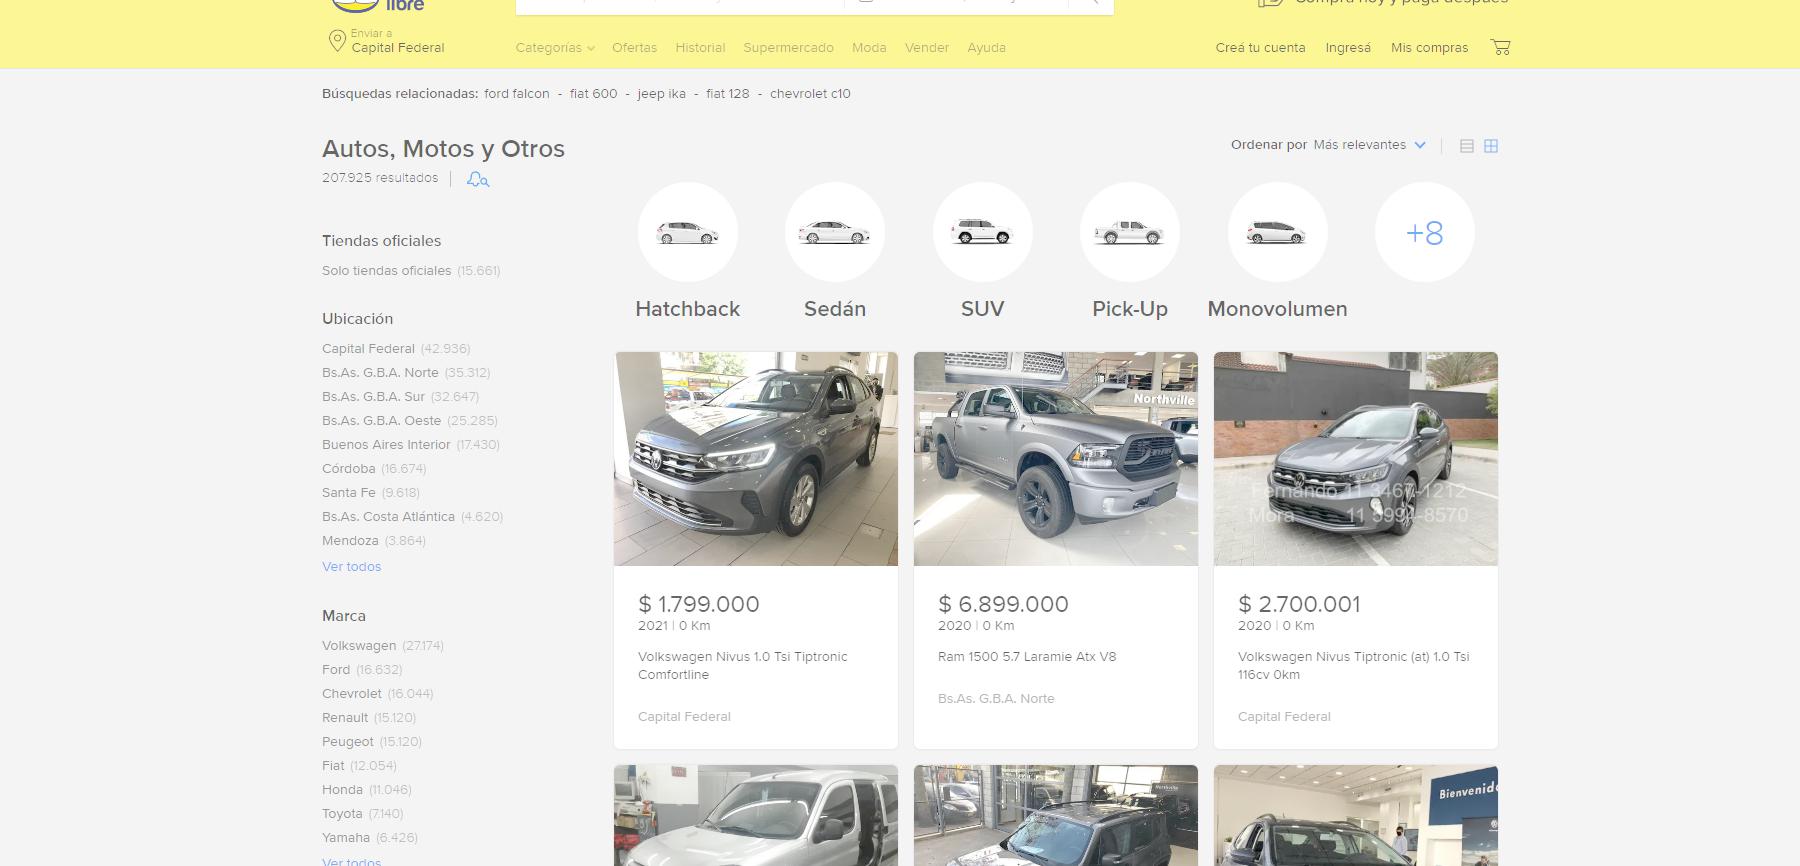 libre
Compra hoy y paga después
Enviar a
Capital Federal
Categorías
Ofertas
Historial
Supermercado
Moda
Vender
Ayuda
Creá tu cuenta
Ingresá
Mis compras
Búsquedas relacionadas: ford falcon - fiat 600 - jeep ika - fiat 128 - chevrolet c10
Autos, Motos y Otros
207.925 resultados
Ordenar por Más relevantes
Tiendas oficiales
Solo tiendas oficiales (15.661)
Ubicación
Capital Federal (42.936)
Bs.As. G.B.A. Norte (35.312)
Bs.As. G.B.A. Sur (32.647)
Bs.As. G.B.A. Oeste (25.285)
Buenos Aires Interior (17.430)
Córdoba (16.674)
Santa Fe (9.618)
Bs.As. Costa Atlántica (4.620)
Mendoza (3.864)
Ver todos
Marca
Volkswagen (27.174)
Ford (16.632)
Chevrolet (16.044)
Renault (15.120)
Peugeot (15.120)
Fiat (12.054)
Honda (11.046)
Toyota (7.140)
Yamaha (6.426)
Ver todos
+8
Hatchback
Sedán
SUV
Pick-Up
Monovolumen
Northville
Fernando 11 3467-1212
Mora 11 5994-8570
$ 1.799.000
2021 | 0 Km
Volkswagen Nivus 1.0 Tsi Tiptronic
Comfortline
Capital Federal
$ 6.899.000
2020 | 0 Km
Ram 1500 5.7 Laramie Atx V8
Bs.As. G.B.A. Norte
$ 2.700.001
2020 | 0 Km
Volkswagen Nivus Tiptronic (at) 1.0 Tsi
116cv 0km
Capital Federal
Northville
Bienvenido